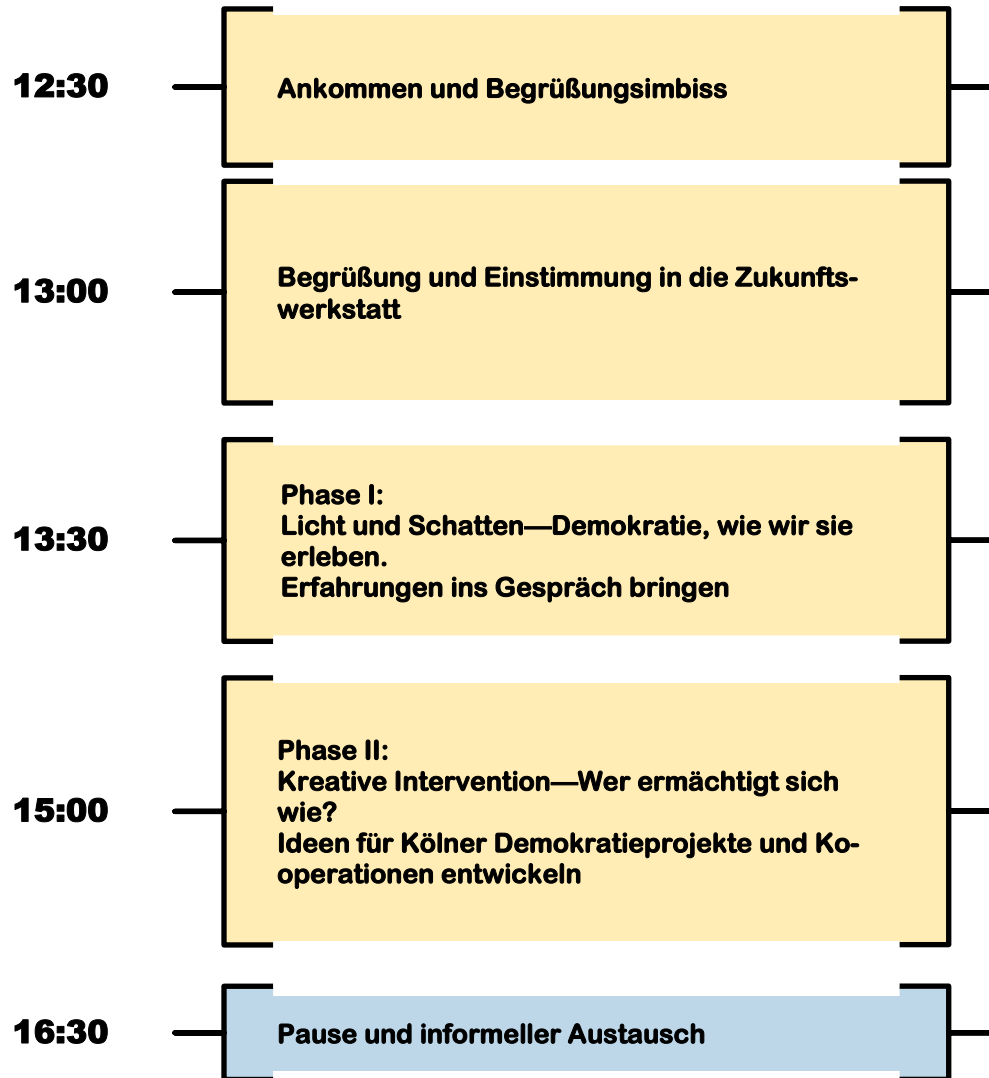 12:30
Ankommen und Begrüßungsimbiss
13:00
Begrüßung und Einstimmung in die Zukunfts-
werkstatt
13:30
Phase I:
Licht und Schatten—Demokratie, wie wir sie
erleben.
Erfahrungen ins Gespräch bringen
15:00
Phase II:
Kreative Intervention—Wer ermächtigt sich
wie?
Ideen für Kölner Demokratieprojekte und Ko-
operationen entwickeln
16:30
Pause und informeller Austausch